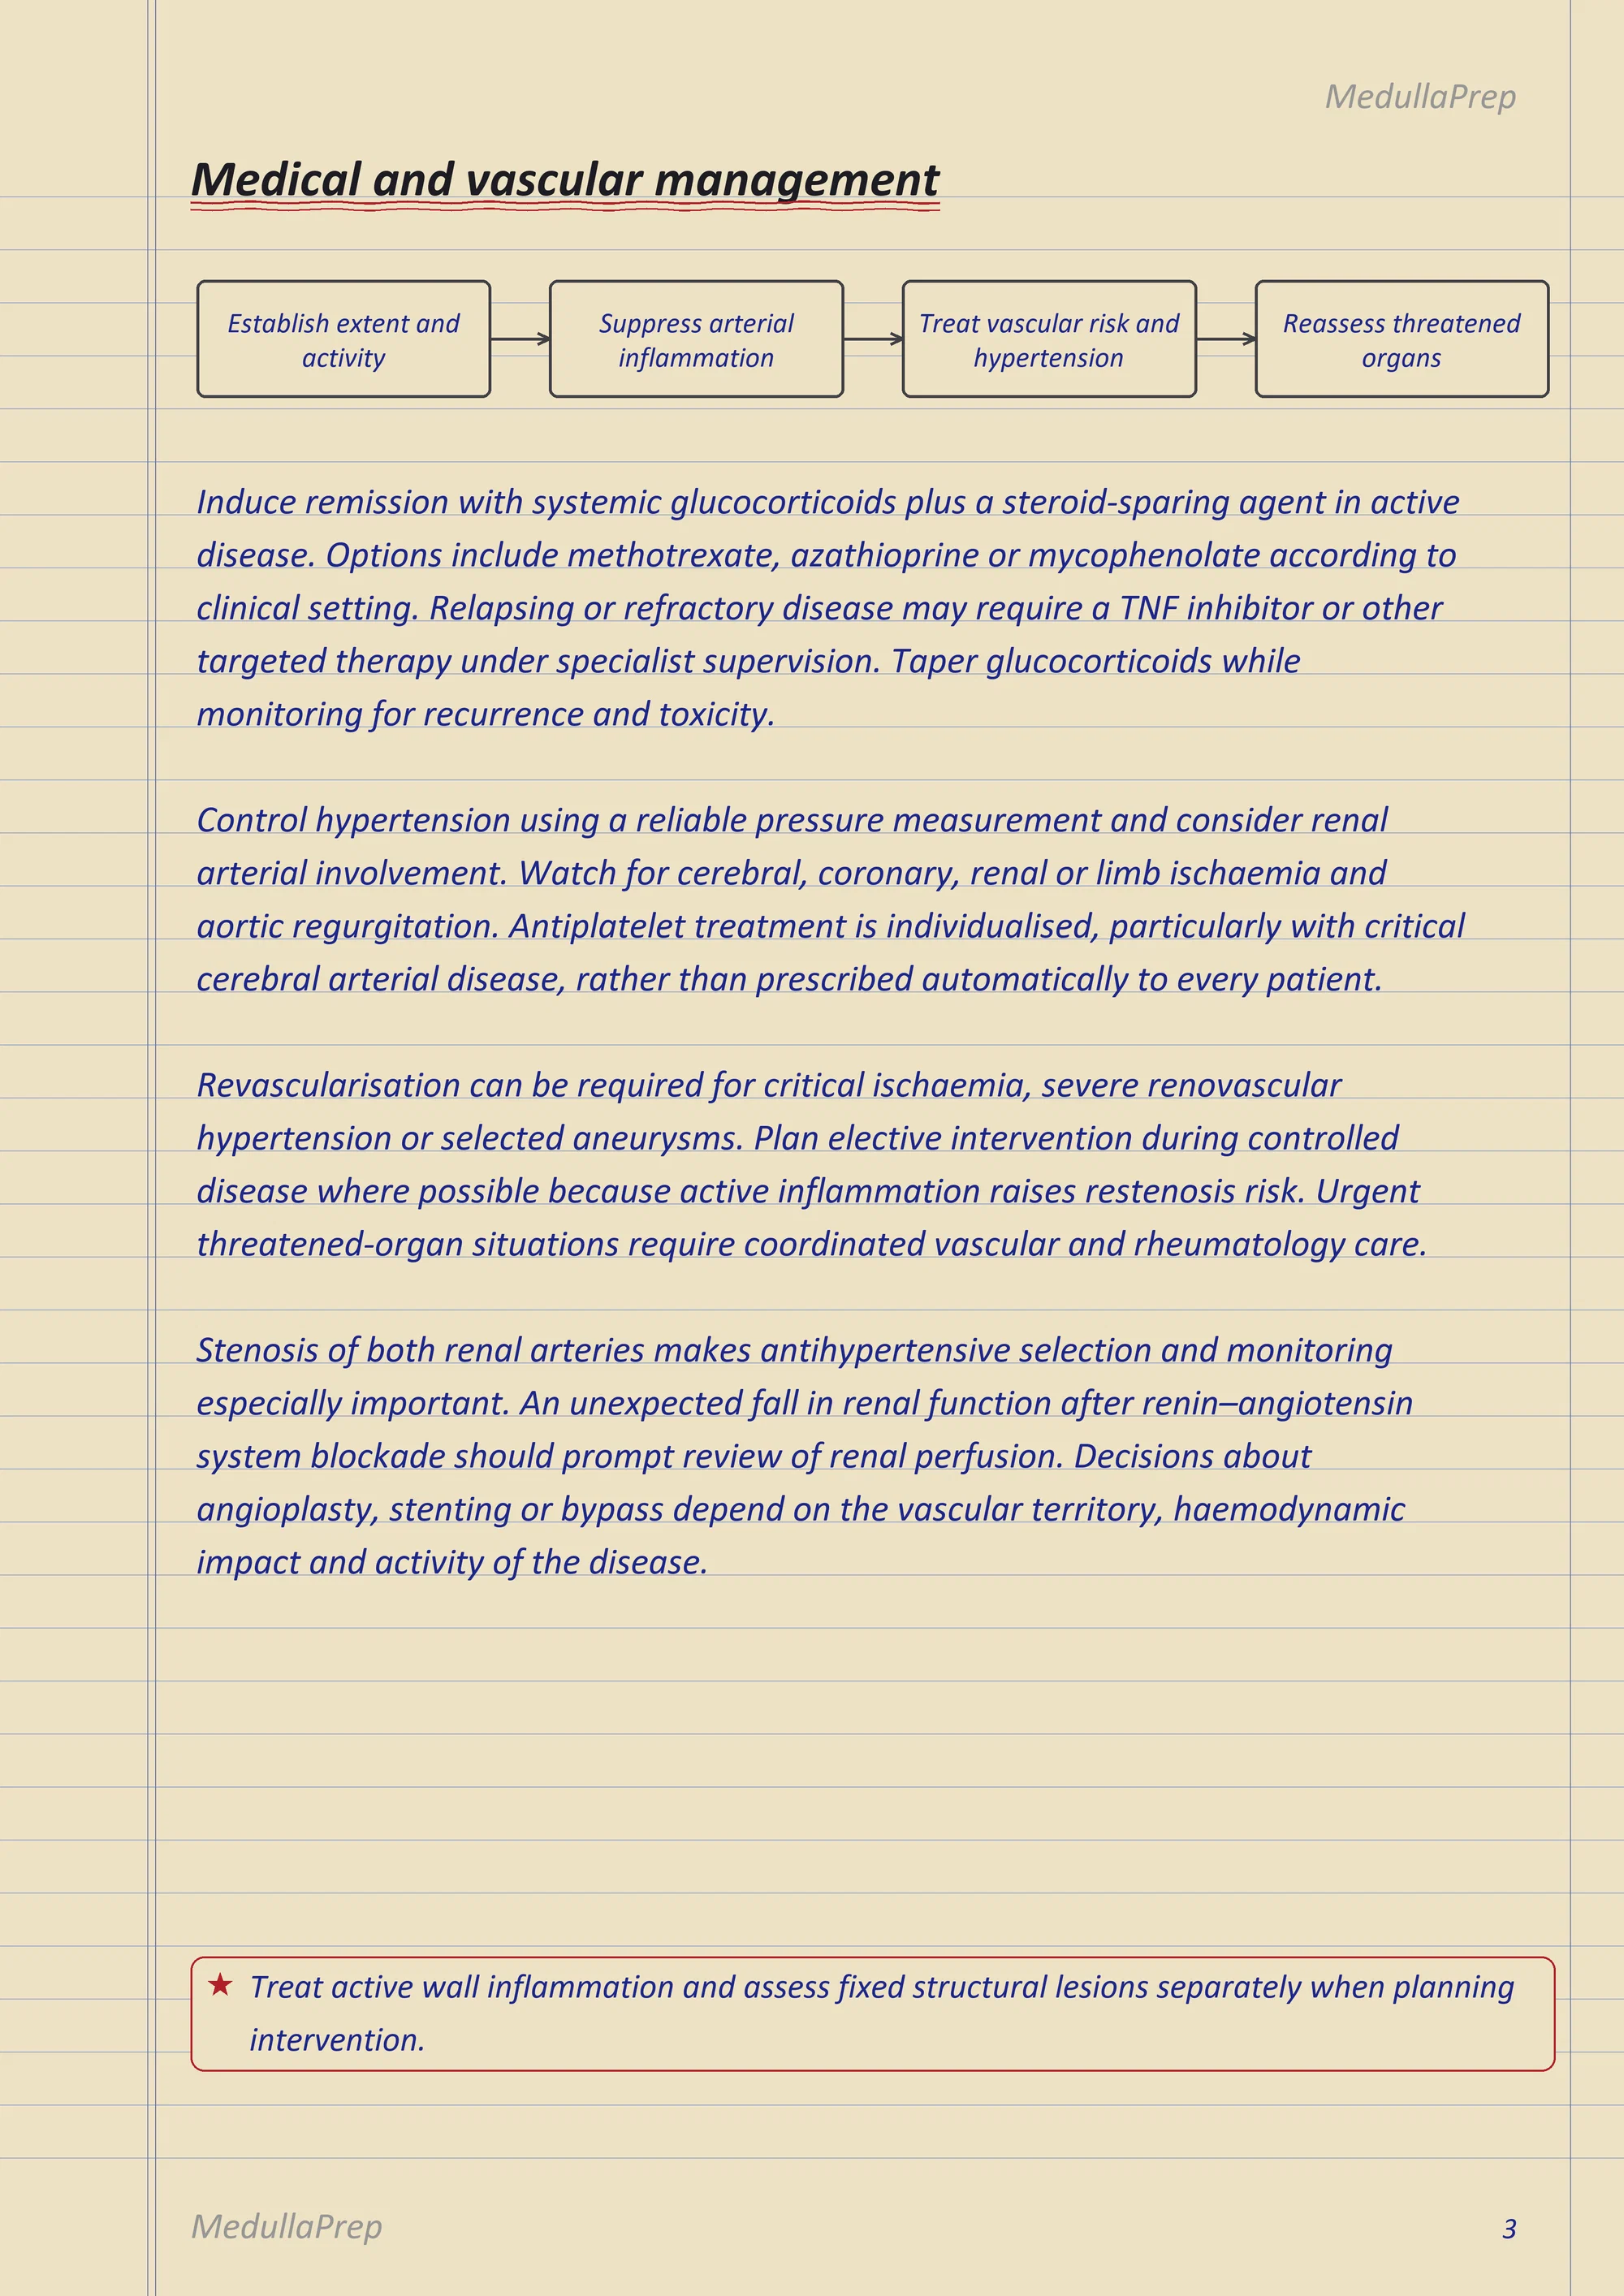 MedullaPrep
Medical and vascular management
Establish extent and
activity
Suppress arterial
inflammation
Treat vascular risk and
hypertension
Reassess threatened
organs
Induce remission with systemic glucocorticoids plus a steroid-sparing agent in active
disease. Options include methotrexate, azathioprine or mycophenolate according to
clinical setting. Relapsing or refractory disease may require a TNF inhibitor or other
targeted therapy under specialist supervision. Taper glucocorticoids while
monitoring for recurrence and toxicity.
Control hypertension using a reliable pressure measurement and consider renal
arterial involvement. Watch for cerebral, coronary, renal or limb ischaemia and
aortic regurgitation. Antiplatelet treatment is individualised, particularly with critical
cerebral arterial disease, rather than prescribed automatically to every patient.
Revascularisation can be required for critical ischaemia, severe renovascular
hypertension or selected aneurysms. Plan elective intervention during controlled
disease where possible because active inflammation raises restenosis risk. Urgent
threatened-organ situations require coordinated vascular and rheumatology care.
Stenosis of both renal arteries makes antihypertensive selection and monitoring
especially important. An unexpected fall in renal function after renin–angiotensin
system blockade should prompt review of renal perfusion. Decisions about
angioplasty, stenting or bypass depend on the vascular territory, haemodynamic
impact and activity of the disease.
★ Treat active wall inflammation and assess fixed structural lesions separately when planning
intervention.
MedullaPrep
3